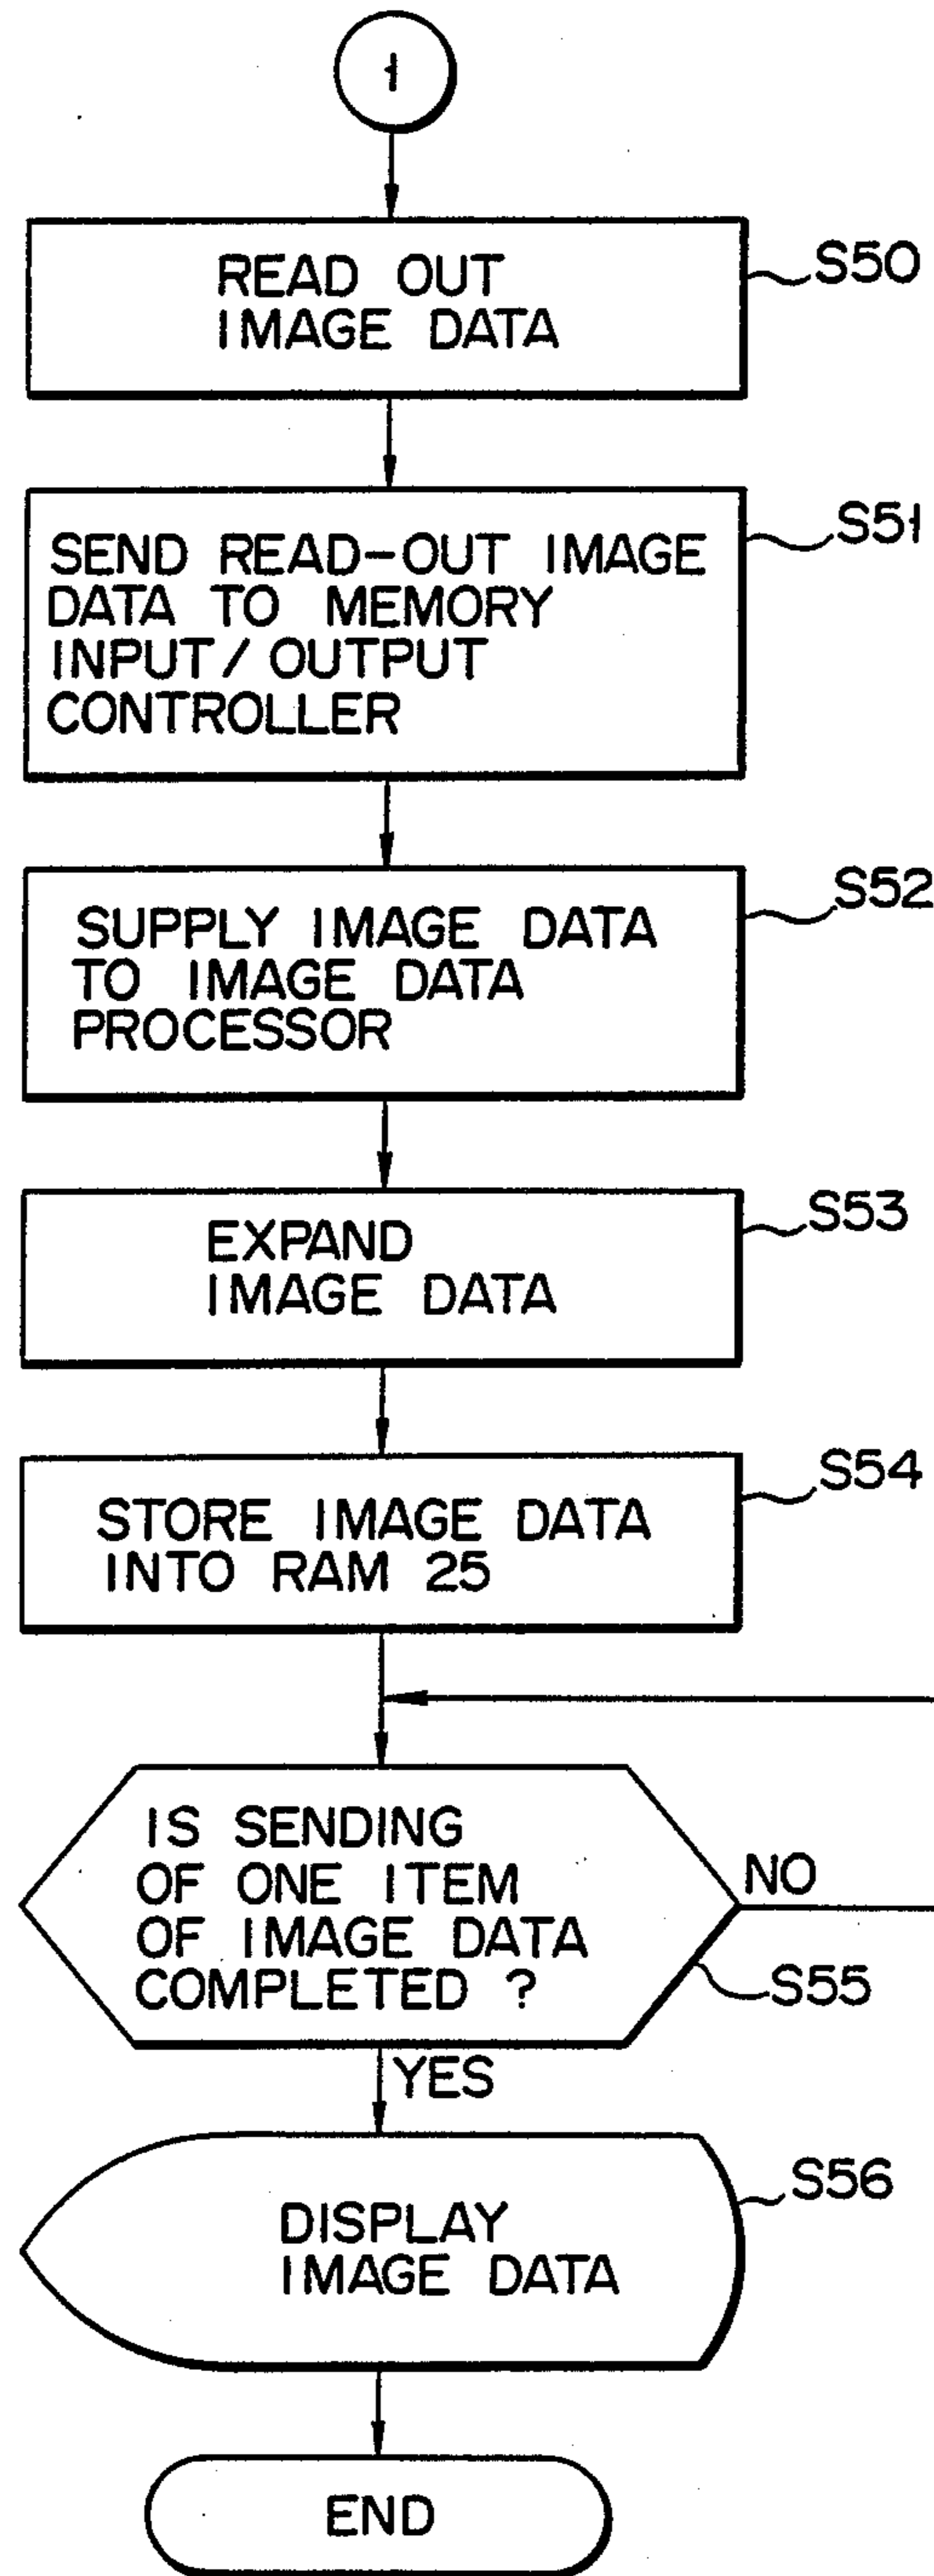 1
READ OUT
IMAGE DATA
S50
SEND READ-OUT IMAGE
DATA TO MEMORY
INPUT/OUTPUT
CONTROLLER
S51
SUPPLY IMAGE DATA
TO IMAGE DATA
PROCESSOR
S52
EXPAND
IMAGE DATA
S53
STORE IMAGE DATA
INTO RAM 25
S54
IS SENDING
OF ONE ITEM
OF IMAGE DATA
COMPLETED ?
NO
S55
YES
DISPLAY
IMAGE DATA
S56
END